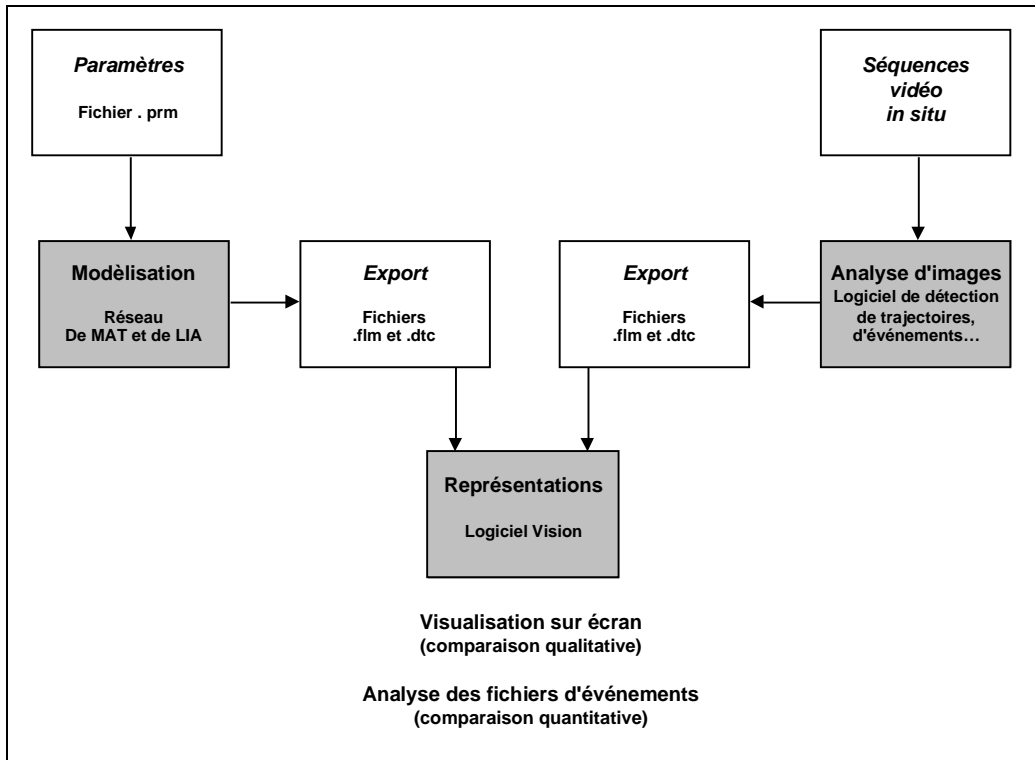 Paramètres
Fichier . prm
Séquences
vidéo
in situ
Modèlisation
Réseau
De MAT et de LIA
Export
Fichiers
.flm et .dtc
Export
Fichiers
.flm et .dtc
Analyse d'images
Logiciel de détection
de trajectoires,
d'événements…
Représentations
Logiciel Vision
Visualisation sur écran
(comparaison qualitative)
Analyse des fichiers d'événements
(comparaison quantitative)